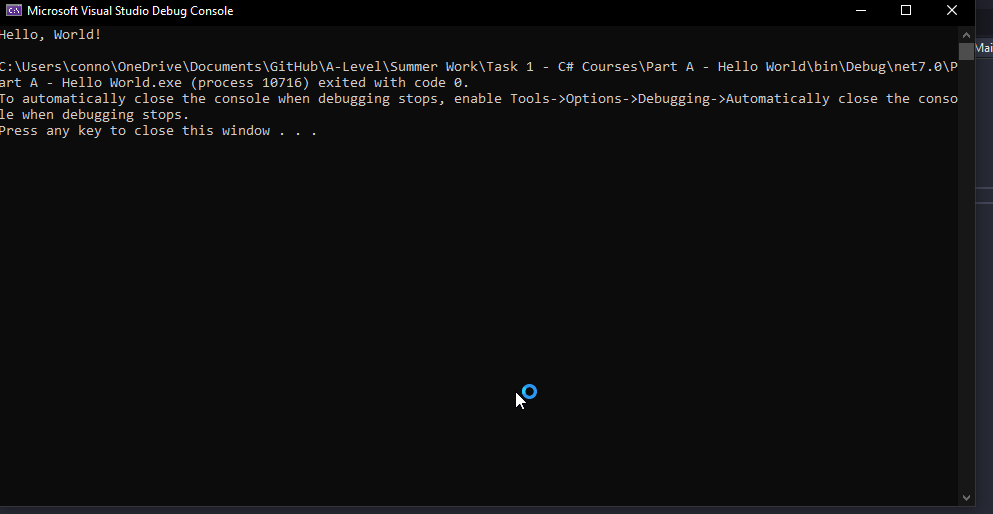 Microsoft Visual Studio Debug Console
Hello, World!
C:\Users\conno\OneDrive\Documents\GitHub\A-Level\Summer Work\Task 1 - C# Courses\Part A - Hello World\bin\Debug\net7.0\P
art A - Hello World.exe (process 10716) exited with code 0.
To automatically close the console when debugging stops, enable Tools->Options->Debugging->Automatically close the conso
le when debugging stops.
Press any key to close this window . . .
Mai